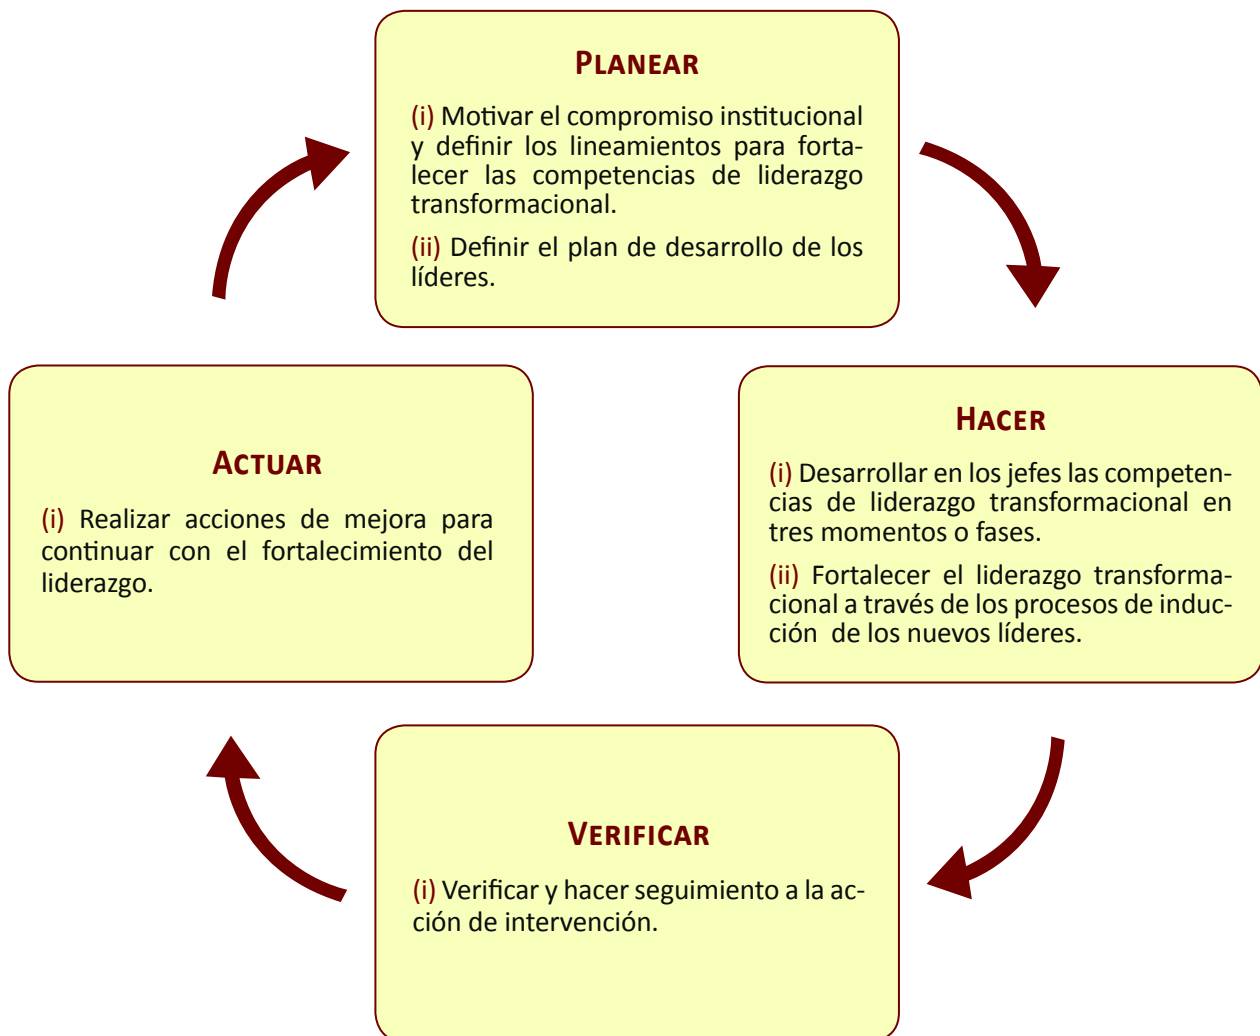 PLANEAR
(i) Motivar el compromiso institucional
y definir los lineamientos para forta-
lecer las competencias de liderazgo
transformacional.
(ii) Definir el plan de desarrollo de los
líderes.
HACER
(i) Desarrollar en los jefes las competen-
cias de liderazgo transformacional en
tres momentos o fases.
(ii) Fortalecer el liderazgo transforma-
cional a través de los procesos de induc-
ción de los nuevos líderes.
VERIFICAR
(i) Verificar y hacer seguimiento a la ac-
ción de intervención.
ACTUAR
(i) Realizar acciones de mejora para
continuar con el fortalecimiento del
liderazgo.